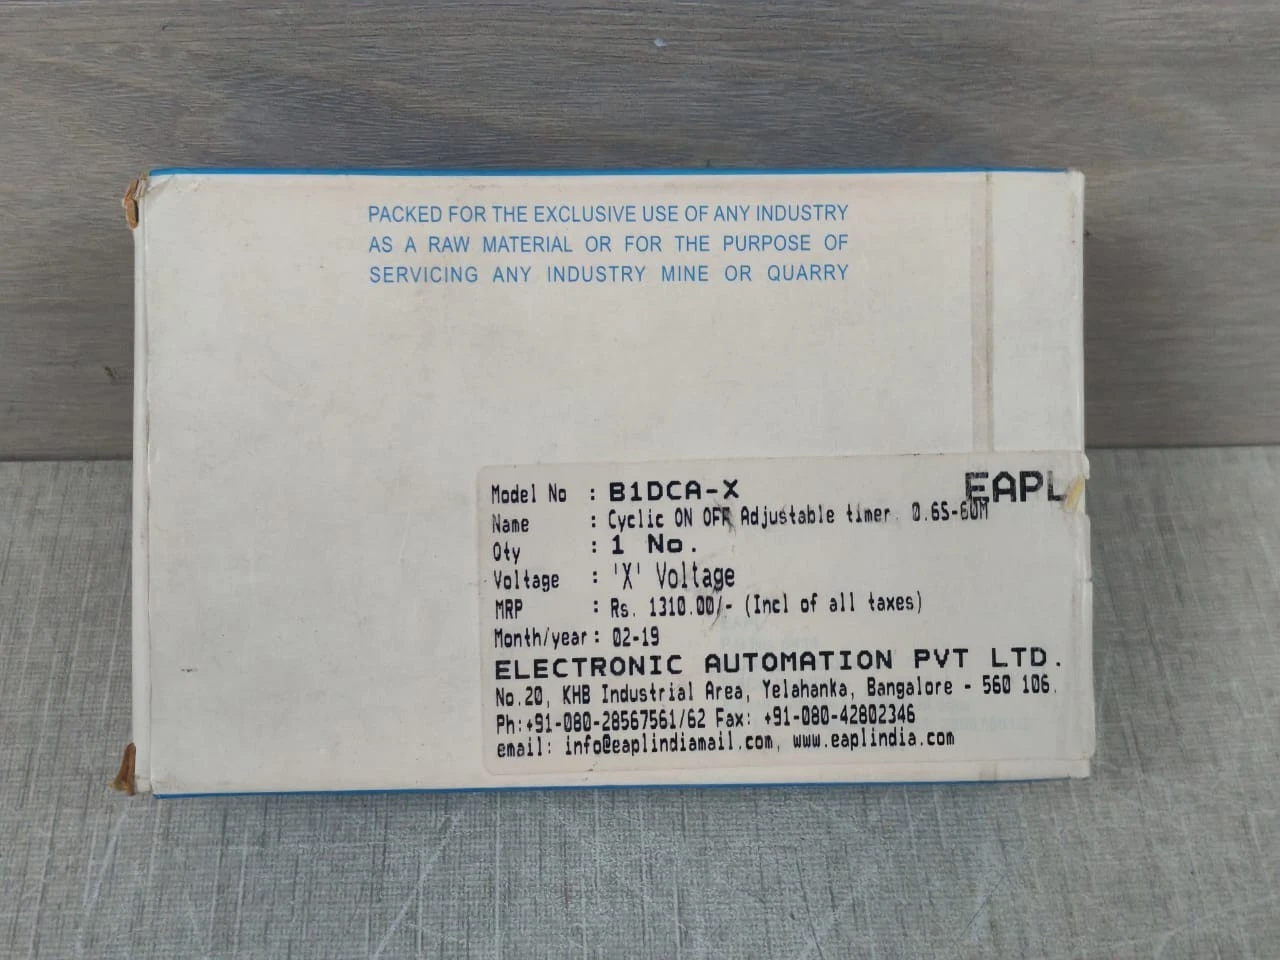 PACKED FOR THE EXCLUSIVE USE OF ANY INDUSTRY
AS A RAW MATERIAL OR FOR THE PURPOSE OF
SERVICING ANY INDUSTRY MINE OR QUARRY
EAPL
Model No : B1DCA-X
Name : Cyclic ON OFF Adjustable timer. 0.6S-60M
Qty : 1 No.
Voltage : 'X' Voltage
MRP : Rs. 1310.00/- (Incl of all taxes)
Month/year : 02-19
ELECTRONIC AUTOMATION PVT LTD.
No.20, KHB Industrial Area, Yelahanka, Bangalore - 560 106.
Ph:+91-080-28567561/62 Fax: +91-080-42802346
email: info@eaplindiamail.com, www.eaplindia.com